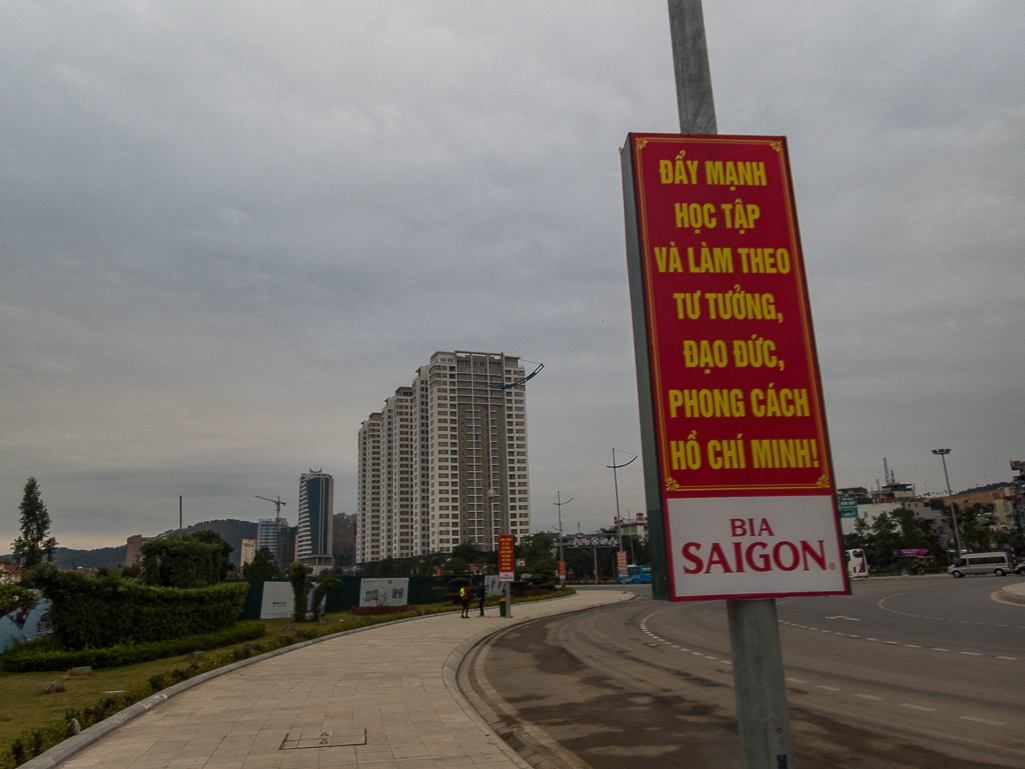 ĐẨY MẠNH
HỌC TẬP
VÀ LÀM THEO
TƯ TƯỞNG,
ĐẠO ĐỨC,
PHONG CÁCH
HỒ CHÍ MINH!
BIA
SAIGON®